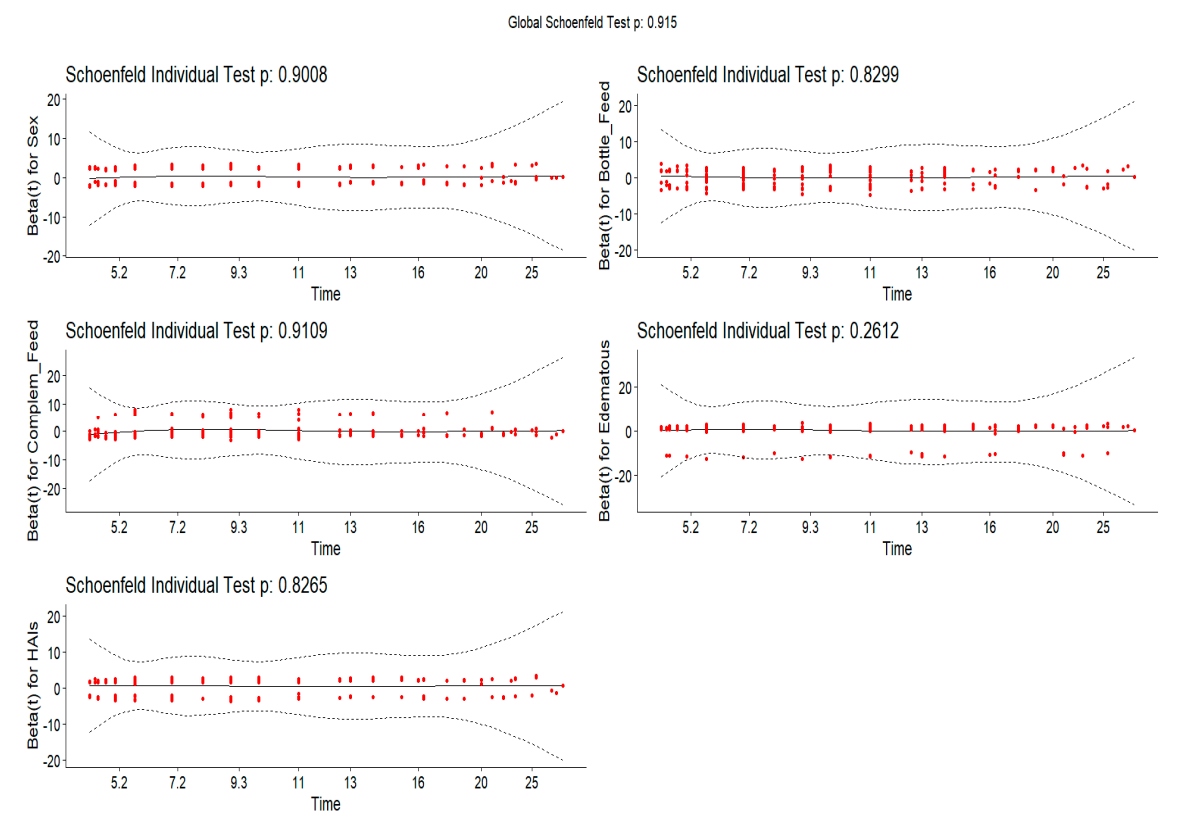 Global Schoenfeld Test p: 0.915
Schoenfeld Individual Test p: 0.9008
Beta(t) for Sex
20
10
0
-10
-20
5.2 7.2 9.3 11 13 16 20 25
Time
Schoenfeld Individual Test p: 0.8299
Beta(t) for Bottle_Feed
20
10
0
-10
-20
5.2 7.2 9.3 11 13 16 20 25
Time
Schoenfeld Individual Test p: 0.9109
Beta(t) for Complem_Feed
20
10
0
-10
-20
5.2 7.2 9.3 11 13 16 20 25
Time
Schoenfeld Individual Test p: 0.2612
Beta(t) for Edematous
20
0
-20
5.2 7.2 9.3 11 13 16 20 25
Time
Schoenfeld Individual Test p: 0.8265
Beta(t) for HAIs
20
10
0
-10
-20
5.2 7.2 9.3 11 13 16 20 25
Time